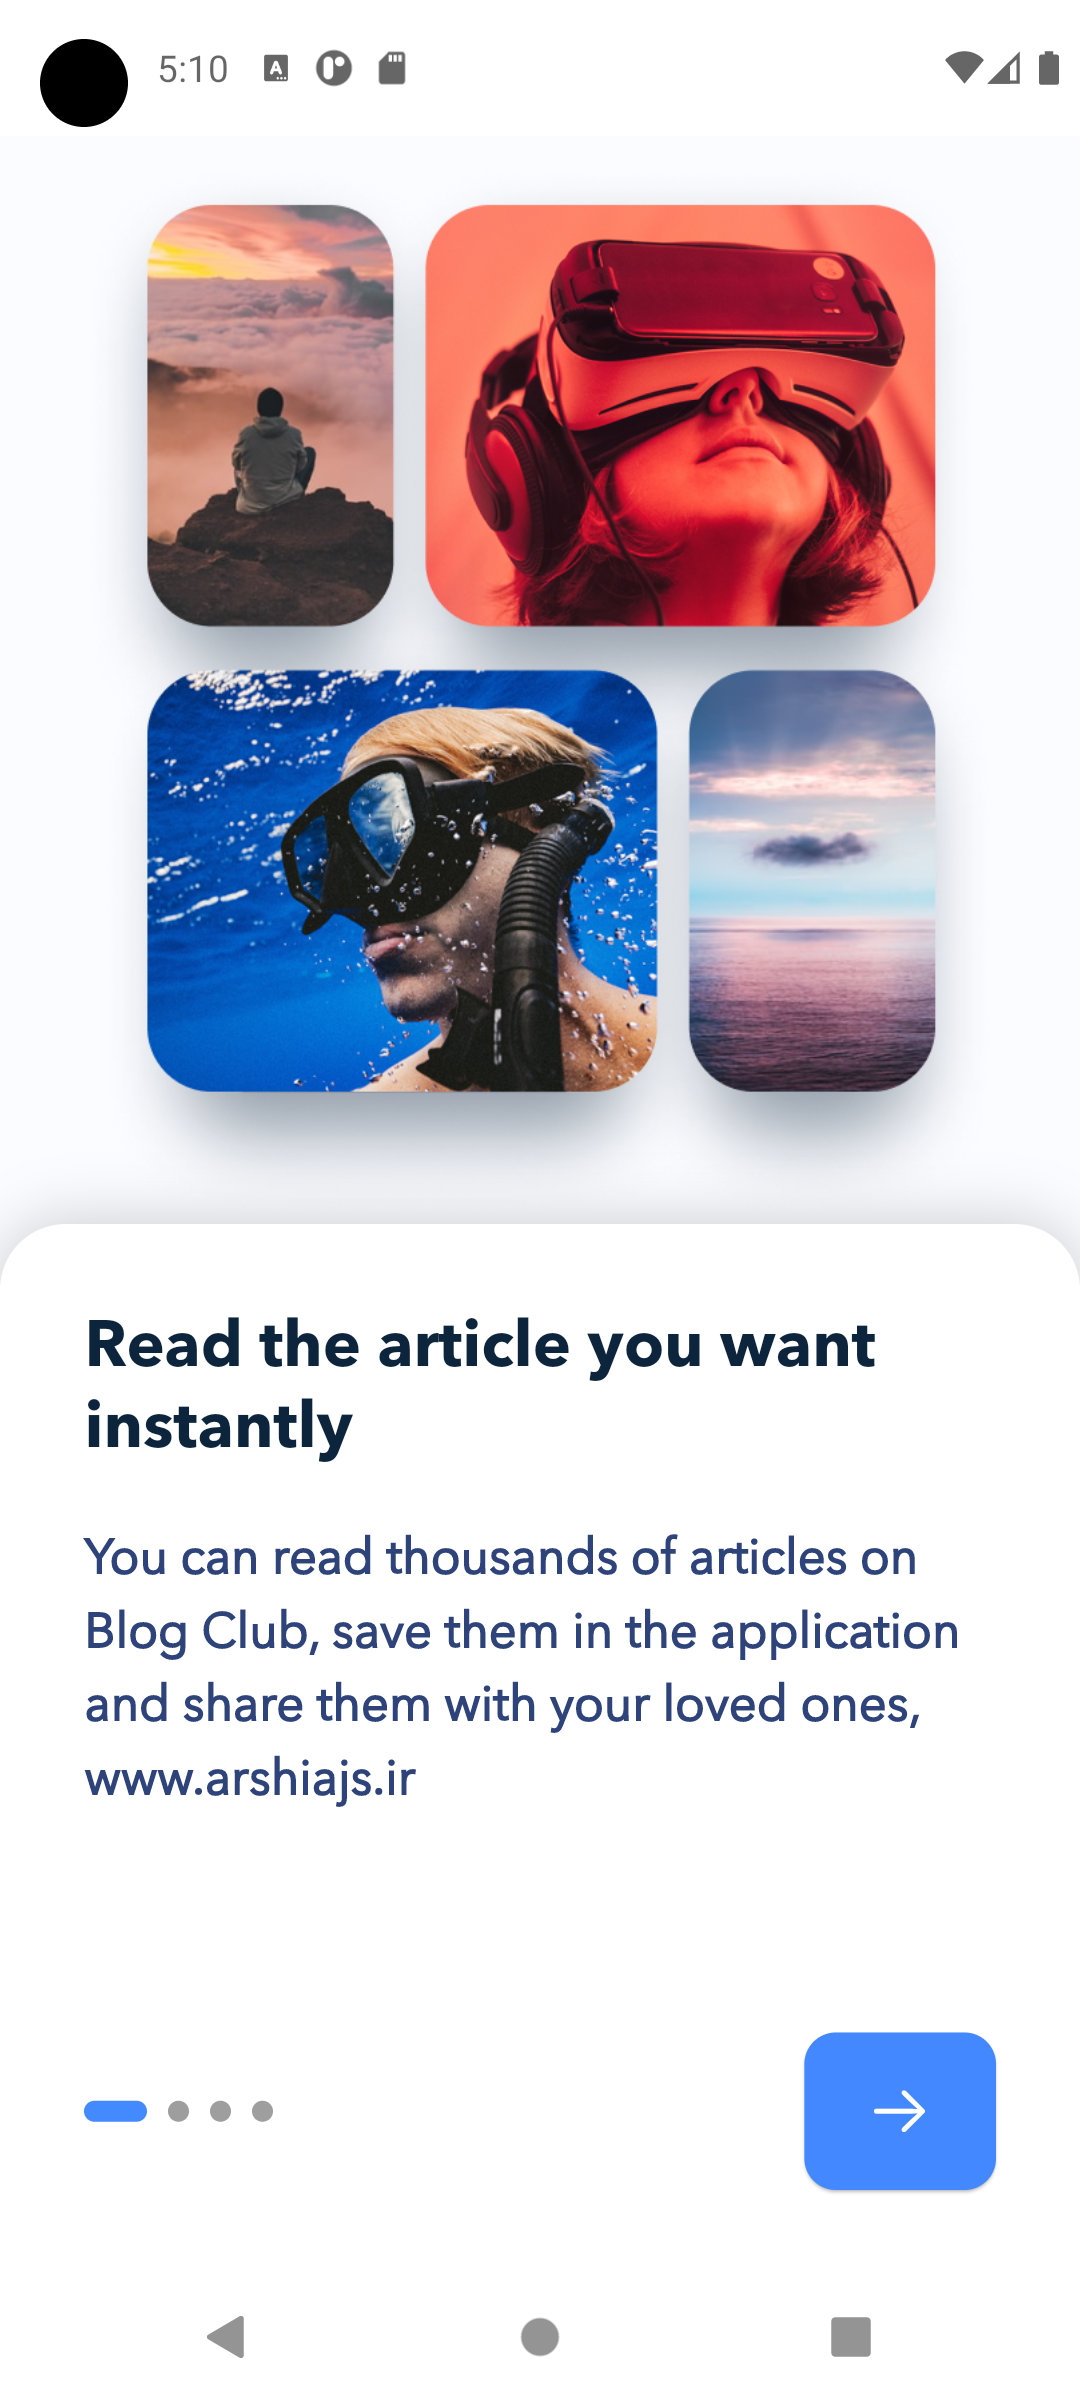 5:10
Read the article you want
instantly
You can read thousands of articles on
Blog Club, save them in the application
and share them with your loved ones,
www.arshiajs.ir